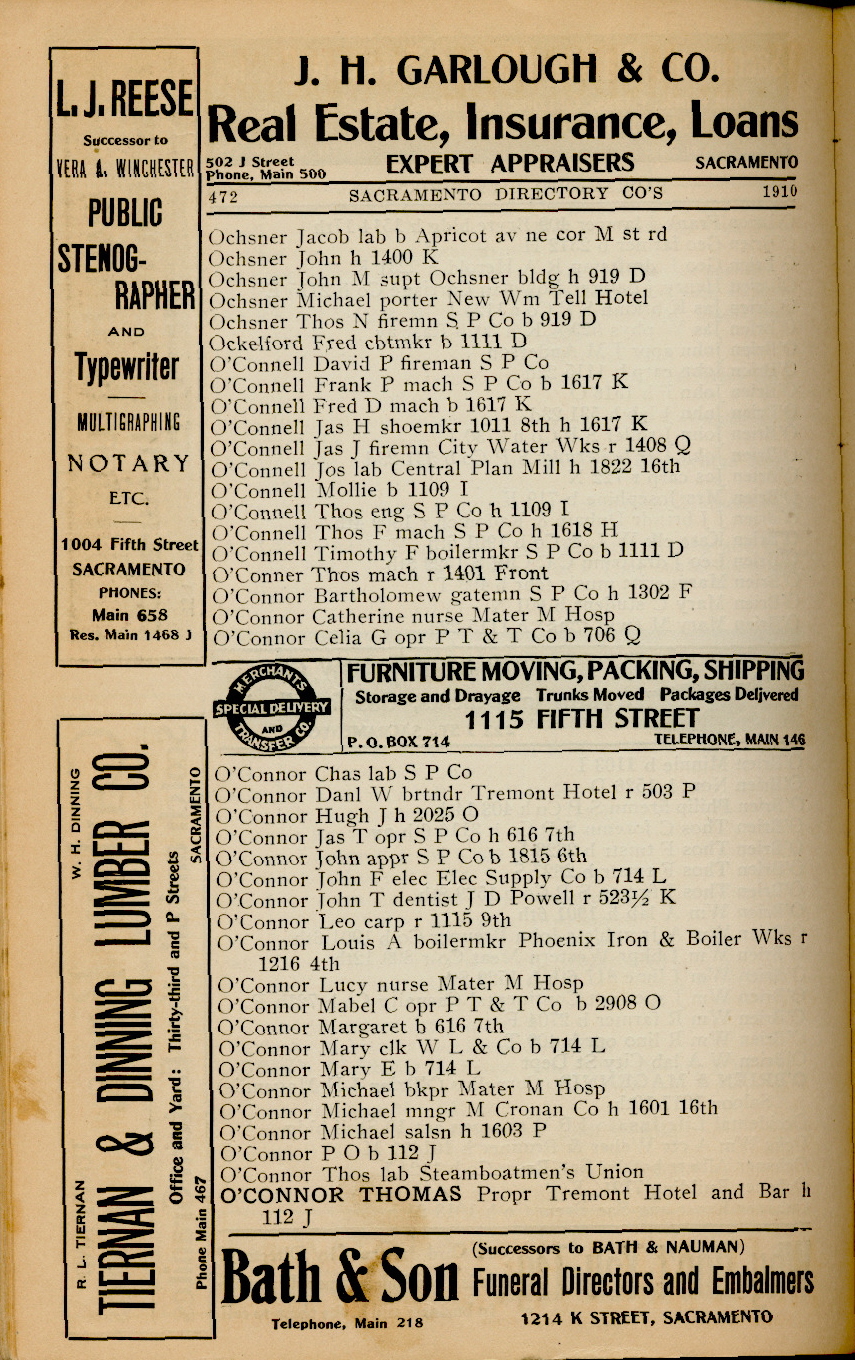 J. H. GARLOUGH & CO.
Real Estate, Insurance, Loans
502 J Street
Phone, Main 500
EXPERT APPRAISERS
SACRAMENTO
472 SACRAMENTO DIRECTORY CO'S 1910
L. J. REESE
Successor to
VERA A. WINCHESTER
PUBLIC
STENOG-
RAPHER
AND
Typewriter
MULTIGRAPHING
NOTARY
ETC.
1004 Fifth Street
SACRAMENTO
PHONES:
Main 658
Res. Main 1468 J
Ochsner Jacob lab b Apricot av ne cor M st rd
Ochsner John h 1400 K
Ochsner John M supt Ochsner bldg h 919 D
Ochsner Michael porter New Wm Tell Hotel
Ochsner Thos N firemn S P Co b 919 D
Ockelford Fred cbtmkr b 1111 D
O'Connell David P fireman S P Co
O'Connell Frank P mach S P Co b 1617 K
O'Connell Fred D mach b 1617 K
O'Connell Jas H shoemkr 1011 8th h 1617 K
O'Connell Jas J firemn City Water Wks r 1408 Q
O'Connell Jos lab Central Plan Mill h 1822 16th
O'Connell Mollie b 1109 I
O'Connell Thos eng S P Co h 1109 I
O'Connell Thos F mach S P Co h 1618 H
O'Connell Timothy F boilermkr S P Co b 1111 D
O'Conner Thos mach r 1401 Front
O'Connor Bartholomew gatemn S P Co h 1302 F
O'Connor Catherine nurse Mater M Hosp
O'Connor Celia G opr P T & T Co b 706 Q
MERCHANTS
SPECIAL DELIVERY
AND
TRANSFER CO.
FURNITURE MOVING, PACKING, SHIPPING
Storage and Drayage Trunks Moved Packages Delivered
1115 FIFTH STREET
P. O. BOX 714 TELEPHONE, MAIN 146
R. L. TIERNAN W. H. DINNING
TIERNAN & DINNING LUMBER CO.
Office and Yard: Thirty-third and P Streets
Phone Main 467 SACRAMENTO
O'Connor Chas lab S P Co
O'Connor Danl W brtndr Tremont Hotel r 503 P
O'Connor Hugh J h 2025 O
O'Connor Jas T opr S P Co h 616 7th
O'Connor John appr S P Co b 1815 6th
O'Connor John F elec Elec Supply Co b 714 L
O'Connor John T dentist J D Powell r 523½ K
O'Connor Leo carp r 1115 9th
O'Connor Louis A boilermkr Phoenix Iron & Boiler Wks r
1216 4th
O'Connor Lucy nurse Mater M Hosp
O'Connor Mabel C opr P T & T Co b 2908 O
O'Connor Margaret b 616 7th
O'Connor Mary clk W L & Co b 714 L
O'Connor Mary E b 714 L
O'Connor Michael bkpr Mater M Hosp
O'Connor Michael mngr M Cronan Co h 1601 16th
O'Connor Michael salsn h 1603 P
O'Connor P O b 112 J
O'Connor Thos lab Steamboatmen's Union
O'CONNOR THOMAS Propr Tremont Hotel and Bar h
112 J
Bath & Son
Telephone, Main 218
(Successors to BATH & NAUMAN)
Funeral Directors and Embalmers
1214 K STREET, SACRAMENTO